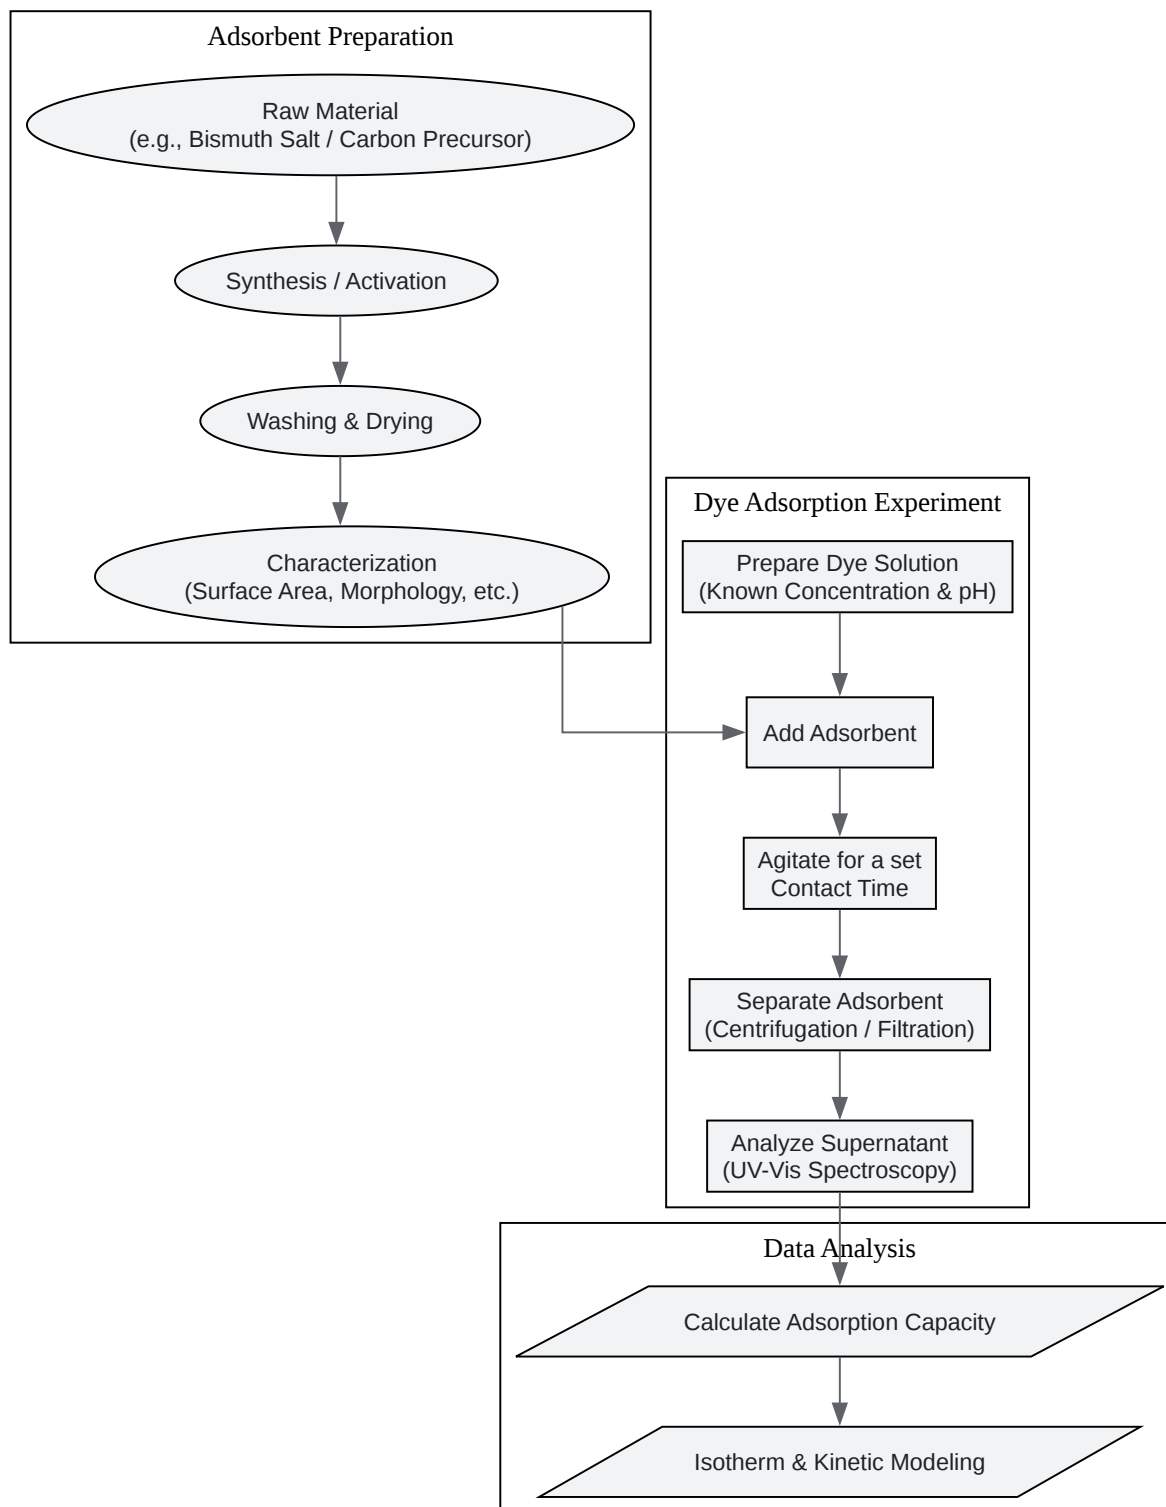 Adsorbent Preparation
Raw Material
(e.g., Bismuth Salt / Carbon Precursor)
Synthesis / Activation
Washing & Drying
Characterization
(Surface Area, Morphology, etc.)
Dye Adsorption Experiment
Prepare Dye Solution
(Known Concentration & pH)
Add Adsorbent
Agitate for a set
Contact Time
Separate Adsorbent
(Centrifugation / Filtration)
Analyze Supernatant
(UV-Vis Spectroscopy)
Data Analysis
Calculate Adsorption Capacity
Isotherm & Kinetic Modeling